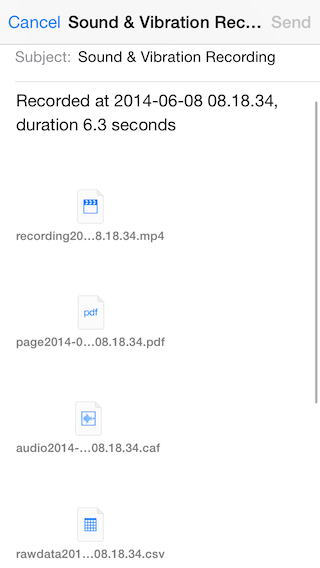 Cancel Sound & Vibration Rec... Send
Subject: Sound & Vibration Recording
Recorded at 2014-06-08 08.18.34,
duration 6.3 seconds
recording20...8.18.34.mp4
pdf
page2014-0...08.18.34.pdf
audio2014-...08.18.34.caf
rawdata201...08.18.34.csv